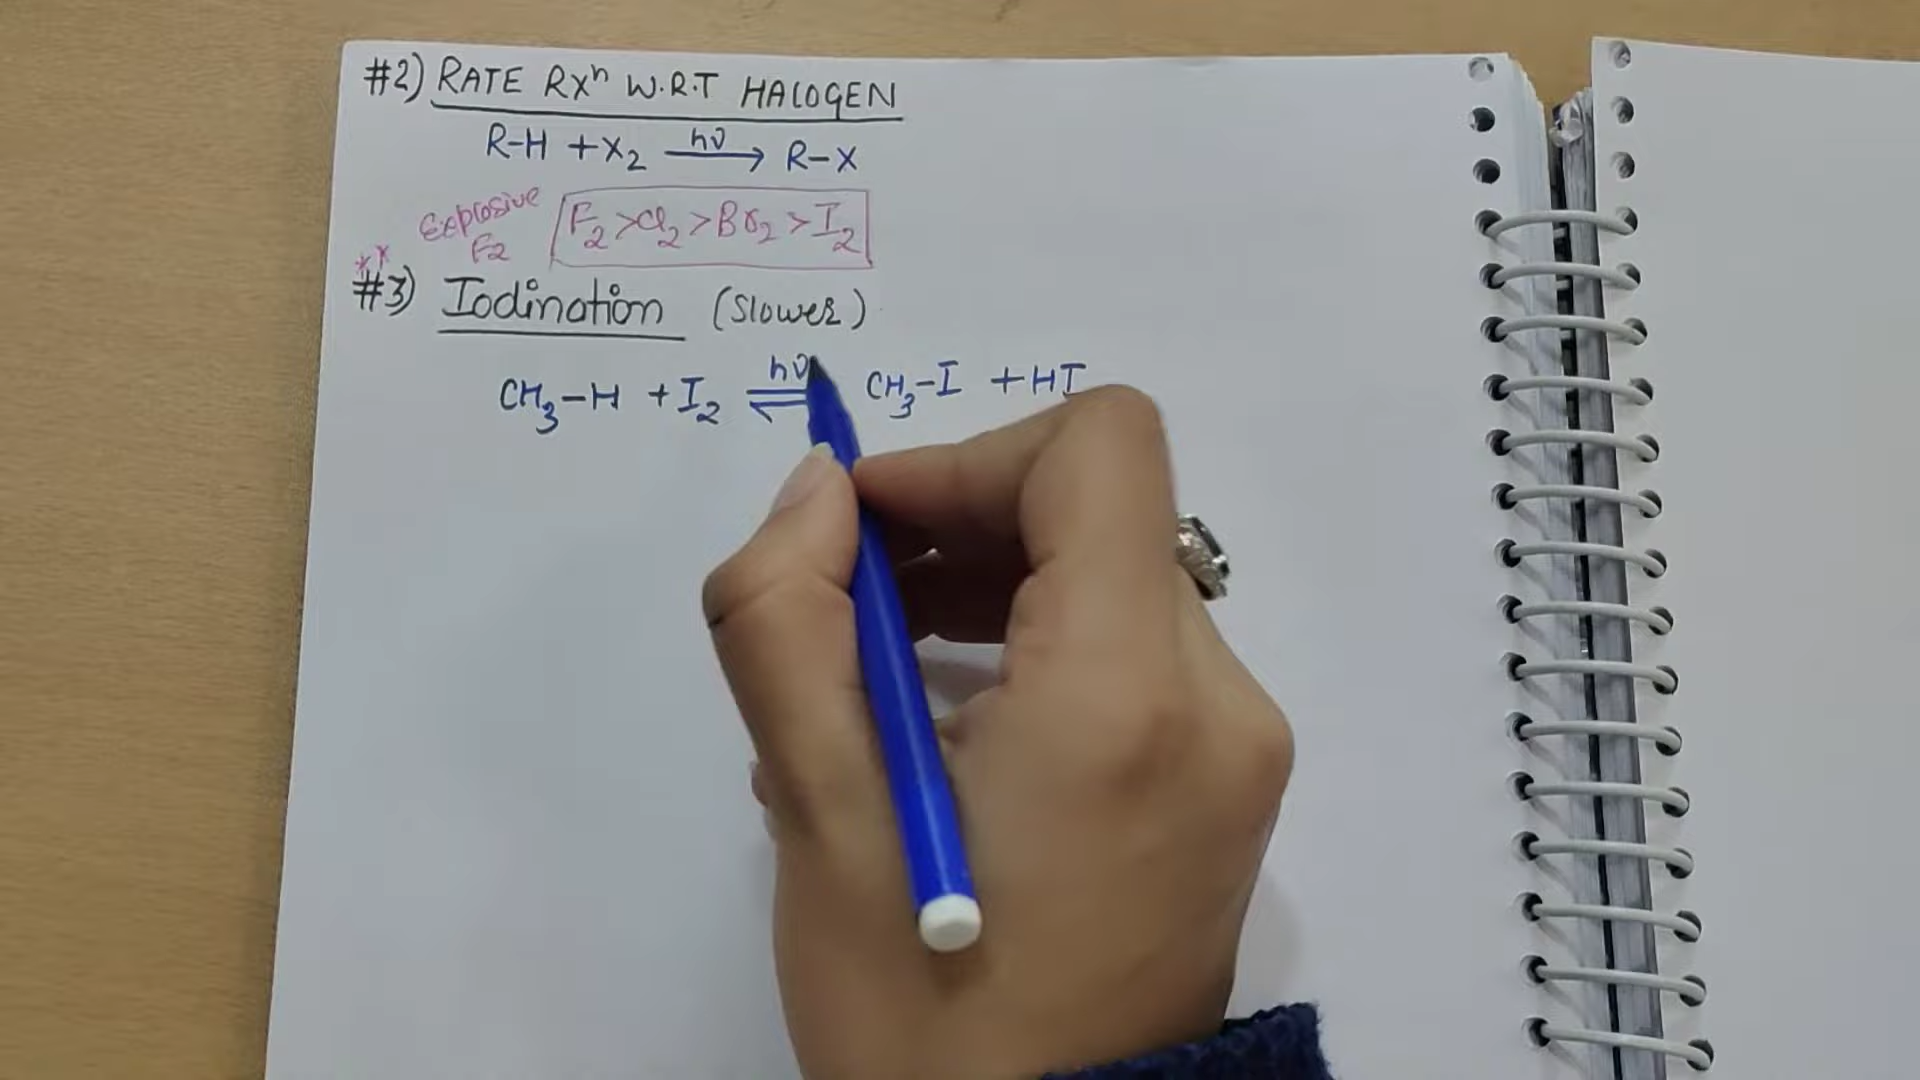 #2) RATE RXⁿ W.R.T HALOGEN
R-H + X₂ hν → R-X
Explosive F₂
F₂ > Cl₂ > Br₂ > I₂
** #3) Iodination (Slower)
CH₃-H + I₂ hν ⇌ CH₃-I + HI